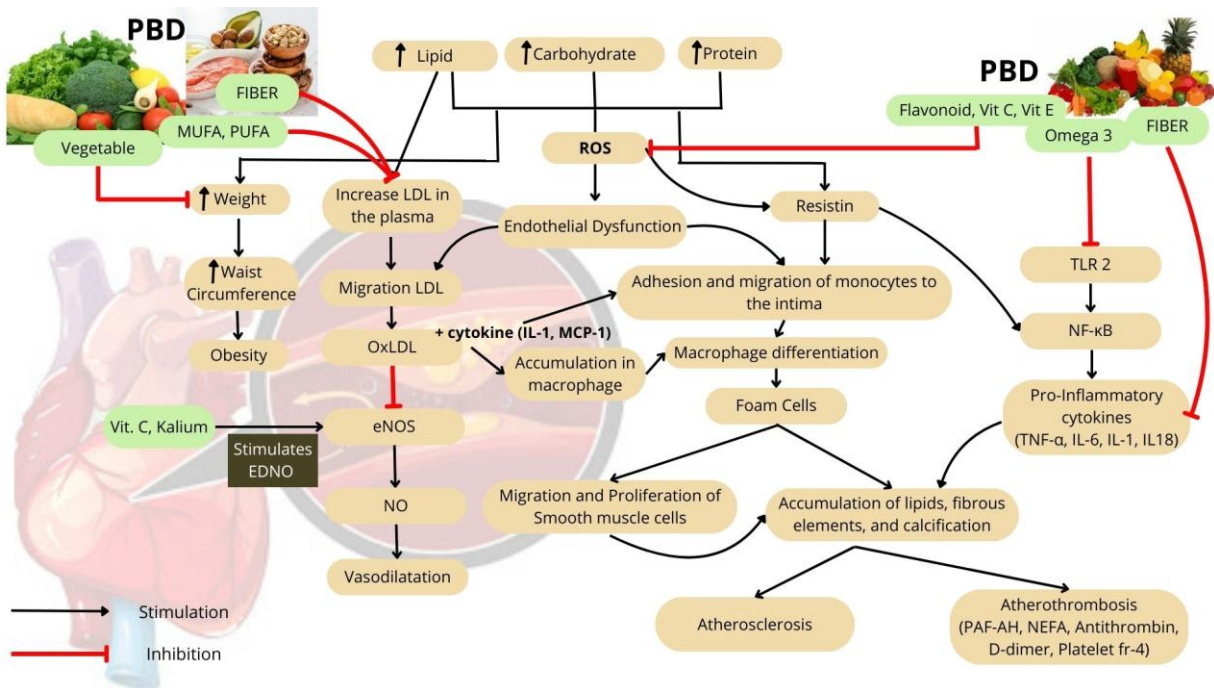 PBD
FIBER
MUFA, PUFA
Vegetable
Lipid
Carbohydrate
Protein
PBD
Flavonoid, Vit C, Vit E
Omega 3
FIBER
ROS
Weight
Increase LDL in
the plasma
Resistin
Endothelial Dysfunction
Waist
Circumference
Migration LDL
Adhesion and migration of monocytes to
the intima
TLR 2
+ cytokine (IL-1, MCP-1)
NF-κB
Obesity
OxLDL
Accumulation in
macrophage
Macrophage differentiation
Foam Cells
Pro-Inflammatory
cytokines
(TNF-α, IL-6, IL-1, IL18)
Vit. C, Kalium
Stimulates
EDNO
eNOS
NO
Migration and Proliferation of
Smooth muscle cells
Accumulation of lipids, fibrous
elements, and calcification
Vasodilatation
Atherosclerosis
Atherothrombosis
(PAF-AH, NEFA, Antithrombin,
D-dimer, Platelet fr-4)
Stimulation
Inhibition